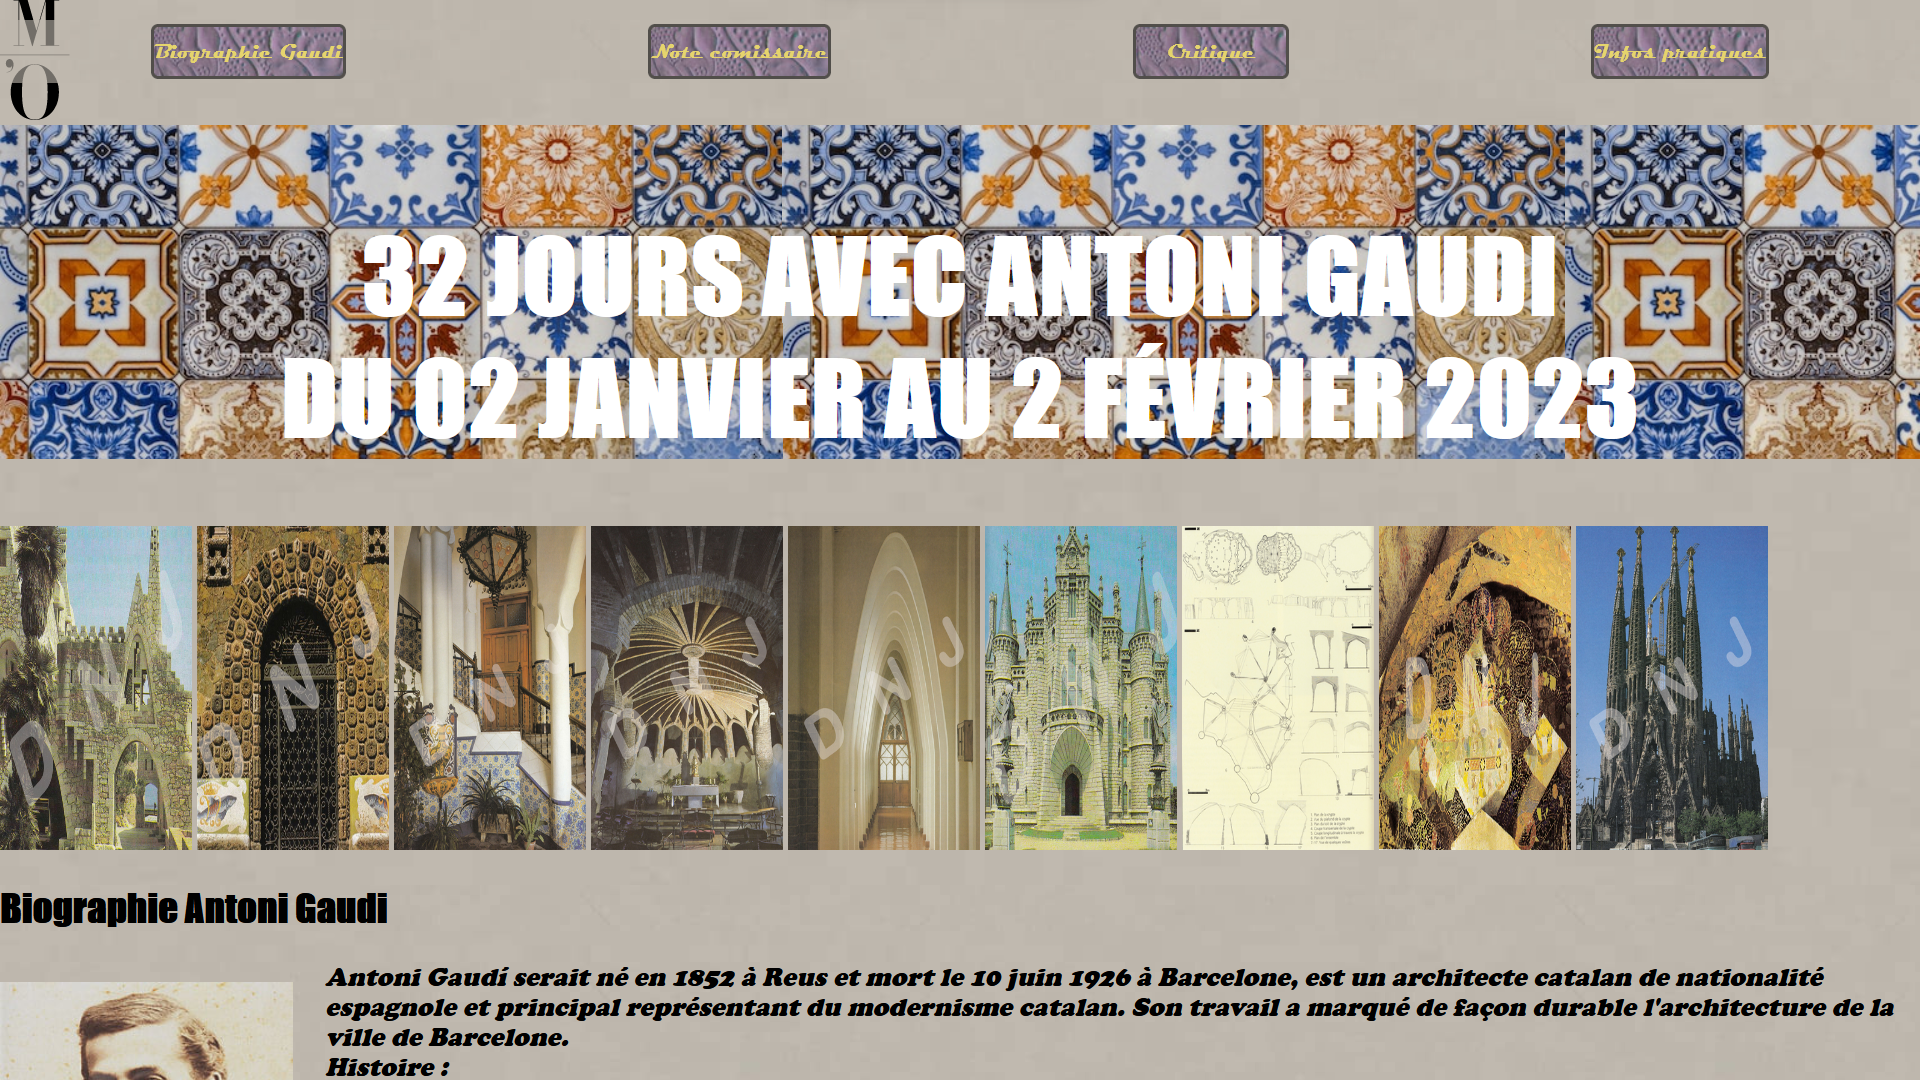 M
'O
Biographie Gaudi
Note comissaire
Critique
Infos pratiques
32 JOURS AVEC ANTONI GAUDI
DU 02 JANVIER AU 2 FÉVRIER 2023
D N J
D N J
D N J
D N J
D N J
D N J
D N J
D N J
Biographie Antoni Gaudi
Antoni Gaudí serait né en 1852 à Reus et mort le 10 juin 1926 à Barcelone, est un architecte catalan de nationalité
espagnole et principal représentant du modernisme catalan. Son travail a marqué de façon durable l'architecture de la
ville de Barcelone.
Histoire :